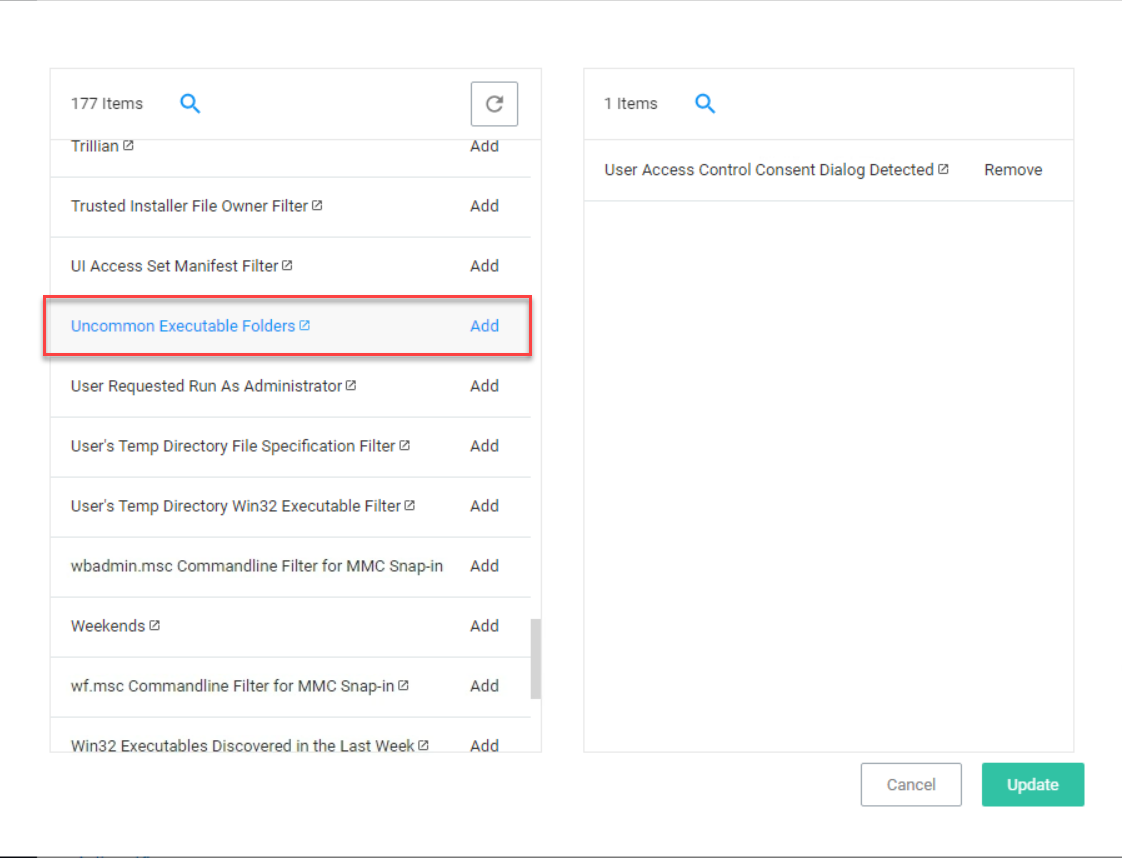 177 Items
Trillian Add
Trusted Installer File Owner Filter Add
UI Access Set Manifest Filter Add
Uncommon Executable Folders Add
User Requested Run As Administrator Add
User's Temp Directory File Specification Filter Add
User's Temp Directory Win32 Executable Filter Add
wbadmin.msc Commandline Filter for MMC Snap-in Add
Weekends Add
wf.msc Commandline Filter for MMC Snap-in Add
Win32 Executables Discovered in the Last Week Add
1 Items
User Access Control Consent Dialog Detected Remove
Cancel Update